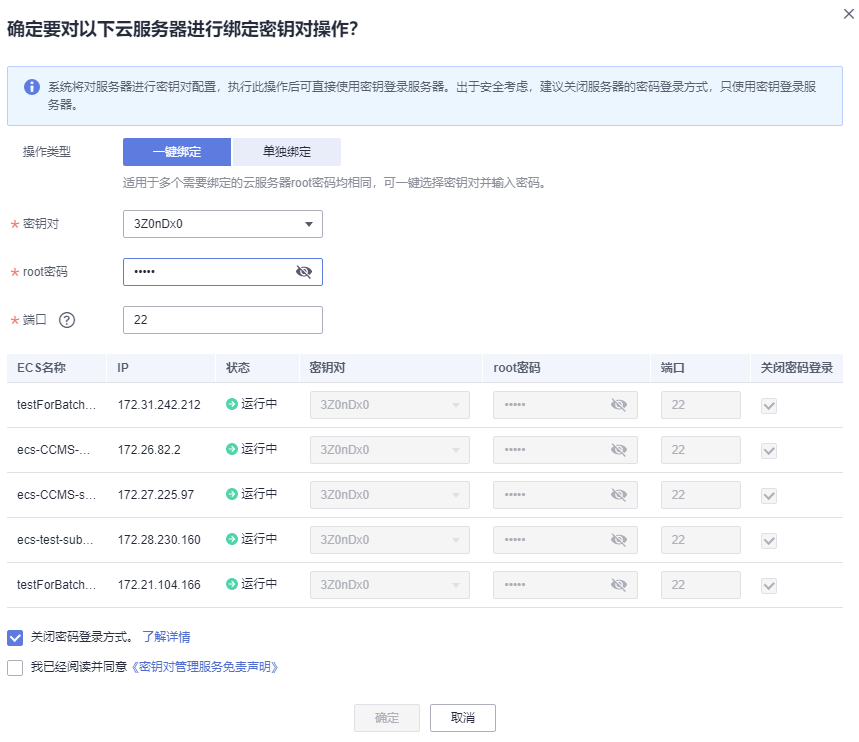 确定要对以下云服务器进行绑定密钥对操作?
系统将对服务器进行密钥对配置，执行此操作后可直接使用密钥登录服务器。出于安全考虑，建议关闭服务器的密码登录方式，只使用密钥登录服
务器。
操作类型 一键绑定 单独绑定
适用于多个需要绑定的云服务器root密码均相同，可一键选择密钥对并输入密码。
* 密钥对 3Z0nDx0
* root密码 •••••
* 端口 ? 22
ECS名称 IP 状态 密钥对 root密码 端口 关闭密码登录
testForBatch... 172.31.242.212 运行中 3Z0nDx0 ••••• 22
ecs-CCMS-... 172.26.82.2 运行中 3Z0nDx0 ••••• 22
ecs-CCMS-s... 172.27.225.97 运行中 3Z0nDx0 ••••• 22
ecs-test-sub... 172.28.230.160 运行中 3Z0nDx0 ••••• 22
testForBatch... 172.21.104.166 运行中 3Z0nDx0 ••••• 22
关闭密码登录方式。 了解详情
我已经阅读并同意《密钥对管理服务免责声明》
确定 取消